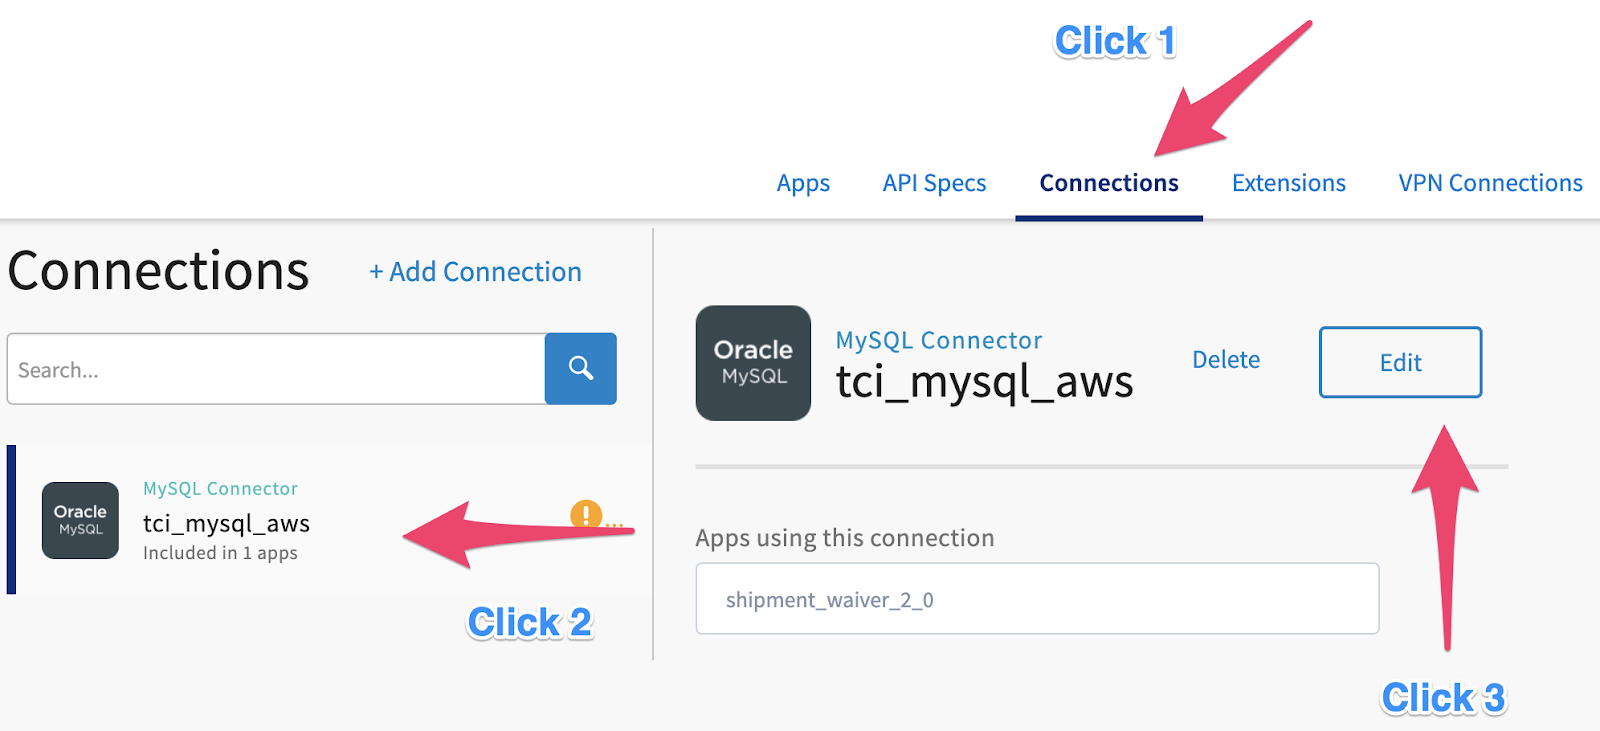 Click 1
Apps API Specs Connections Extensions VPN Connections
Connections + Add Connection
Search...
Oracle
MySQL
MySQL Connector
tci_mysql_aws
Included in 1 apps
!...
Click 2
Oracle
MySQL
MySQL Connector
tci_mysql_aws
Delete
Edit
Apps using this connection
shipment_waiver_2_0
Click 3